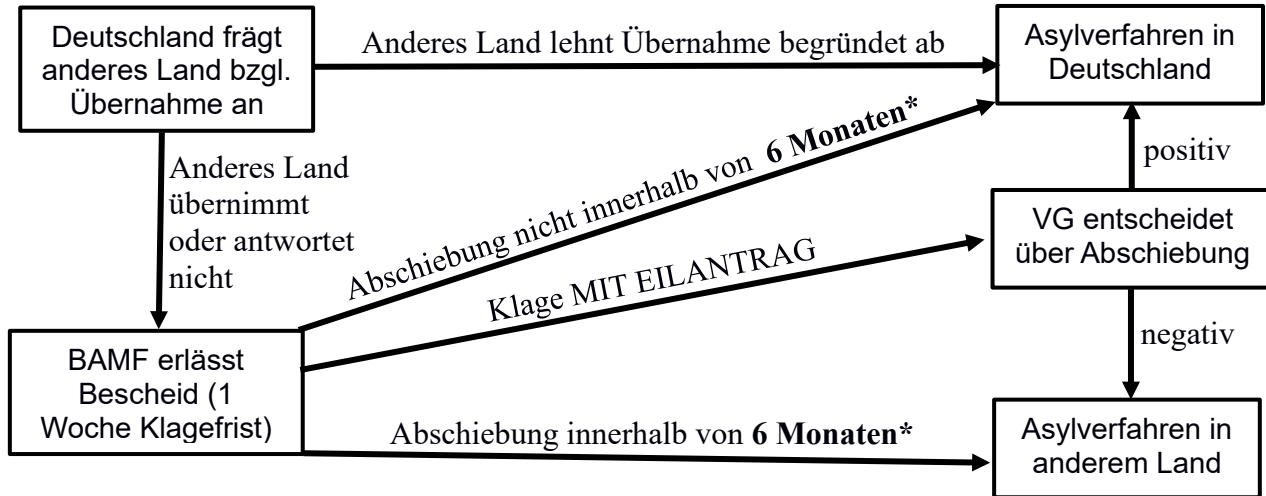 Deutschland frägt
anderes Land bzgl.
Übernahme an
Anderes Land lehnt Übernahme begründet ab
Asylverfahren in
Deutschland
Anderes Land
übernimmt
oder antwortet
nicht
Abschiebung nicht innerhalb von 6 Monaten*
positiv
VG entscheidet
über Abschiebung
Klage MIT EILANTRAG
negativ
BAMF erlässt
Bescheid (1
Woche Klagefrist)
Abschiebung innerhalb von 6 Monaten*
Asylverfahren in
anderem Land